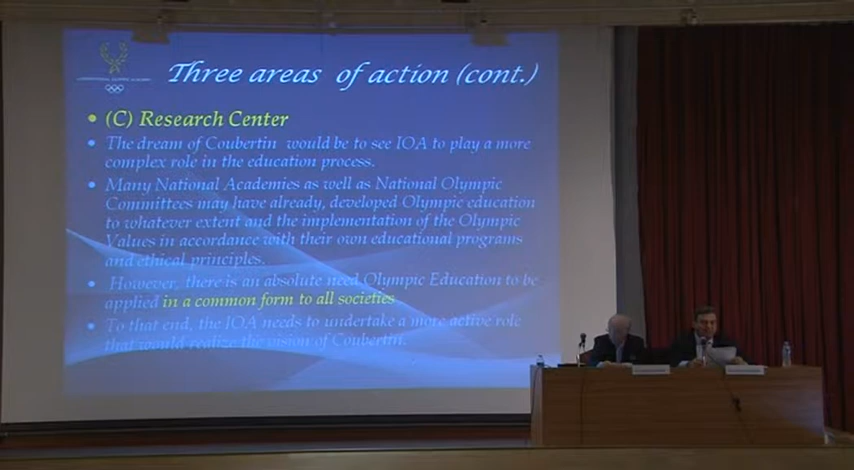 INTERNATIONAL OLYMPIC ACADEMY
Three areas of action (cont.)
• (C) Research Center
• The dream of Coubertin would be to see IOA to play a more
complex role in the education process.
• Many National Academies as well as National Olympic
Committees may have already, developed Olympic education
to whatever extent and the implementation of the Olympic
Values in accordance with their own educational programs
and ethical principles.
• However, there is an absolute need Olympic Education to be
applied in a common form to all societies
• To that end, the IOA needs to undertake a more active role
that would realize the vision of Coubertin.